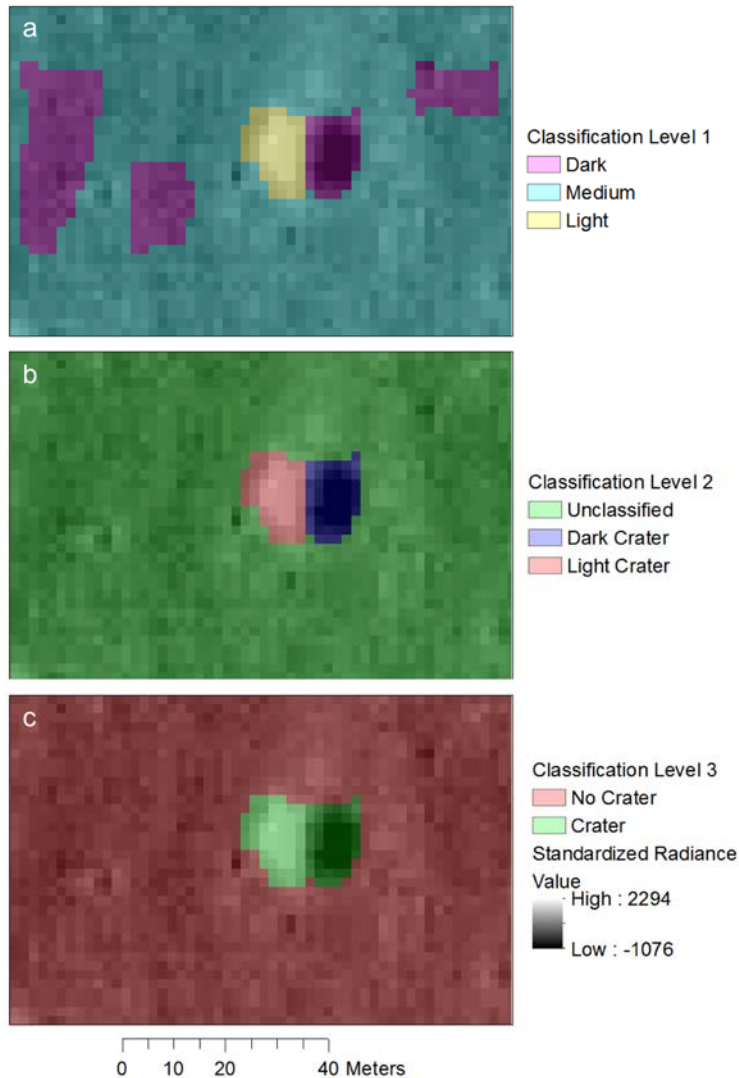 a
Classification Level 1
Dark
Medium
Light
b
Classification Level 2
Unclassified
Dark Crater
Light Crater
c
Classification Level 3
No Crater
Crater
Standardized Radiance
Value
High : 2294
Low : -1076
0 10 20 40 Meters